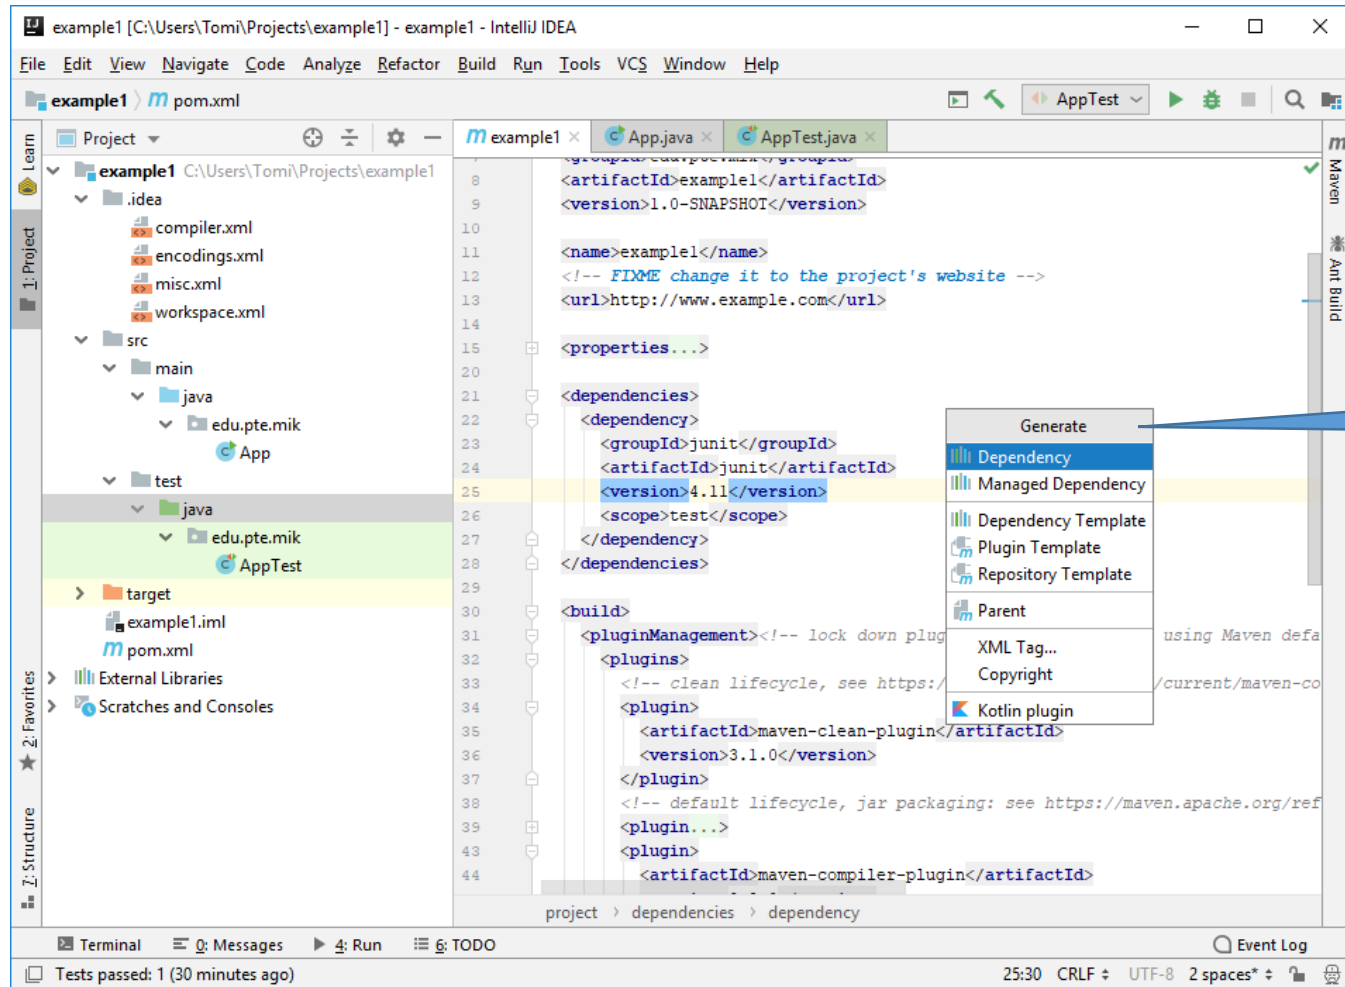 example1 [C:\Users\Tomi\Projects\example1] - example1 - IntelliJ IDEA
File Edit View Navigate Code Analyze Refactor Build Run Tools VCS Window Help
example1 pom.xml
AppTest
Learn
1: Project
2: Favorites
7: Structure
Project
example1 C:\Users\Tomi\Projects\example1
.idea
compiler.xml
encodings.xml
misc.xml
workspace.xml
src
main
java
edu.pte.mik
App
test
java
edu.pte.mik
AppTest
target
example1.iml
pom.xml
External Libraries
Scratches and Consoles
example1 App.java AppTest.java
7 <groupId>edu.pte.mik</groupId>
8 <artifactId>example1</artifactId>
9 <version>1.0-SNAPSHOT</version>
10
11 <name>example1</name>
12 <!-- FIXME change it to the project's website -->
13 <url>http://www.example.com</url>
14
15 <properties...>
20
21 <dependencies>
22 <dependency>
23 <groupId>junit</groupId>
24 <artifactId>junit</artifactId>
25 <version>4.11</version>
26 <scope>test</scope>
27 </dependency>
28 </dependencies>
29
30 <build>
31 <pluginManagement><!-- lock down plug using Maven defa
32 <plugins>
33 <!-- clean lifecycle, see https:/ /current/maven-co
34 <plugin>
35 <artifactId>maven-clean-plugin</artifactId>
36 <version>3.1.0</version>
37 </plugin>
38 <!-- default lifecycle, jar packaging: see https://maven.apache.org/ref
39 <plugin...>
43 <plugin>
44 <artifactId>maven-compiler-plugin</artifactId>
Generate
Dependency
Managed Dependency
Dependency Template
Plugin Template
Repository Template
Parent
XML Tag...
Copyright
Kotlin plugin
Maven
Ant Build
project dependencies dependency
Terminal 0: Messages 4: Run 6: TODO Event Log
Tests passed: 1 (30 minutes ago) 25:30 CRLF UTF-8 2 spaces*